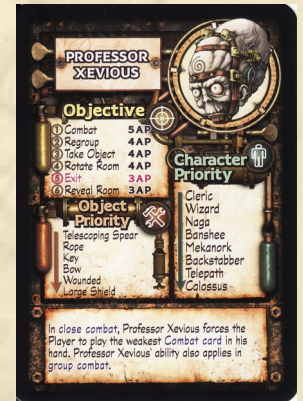 PROFESSOR
XEVIOUS
Objective
1 Combat 5AP
2 Regroup 4AP
3 Take Object 4AP
4 Rotate Room 4AP
5 Exit 3AP
6 Reveal Room 3AP
Object
Priority
Telescoping Spear
Rope
Key
Bow
Wounded
Large Shield
Character
Priority
Cleric
Wizard
Naga
Banshee
Mekanork
Backstabber
Telepath
Colossus
In close combat, Professor Xevious forces the
Player to play the weakest Combat card in his
hand. Professor Xevious' ability also applies in
group combat.